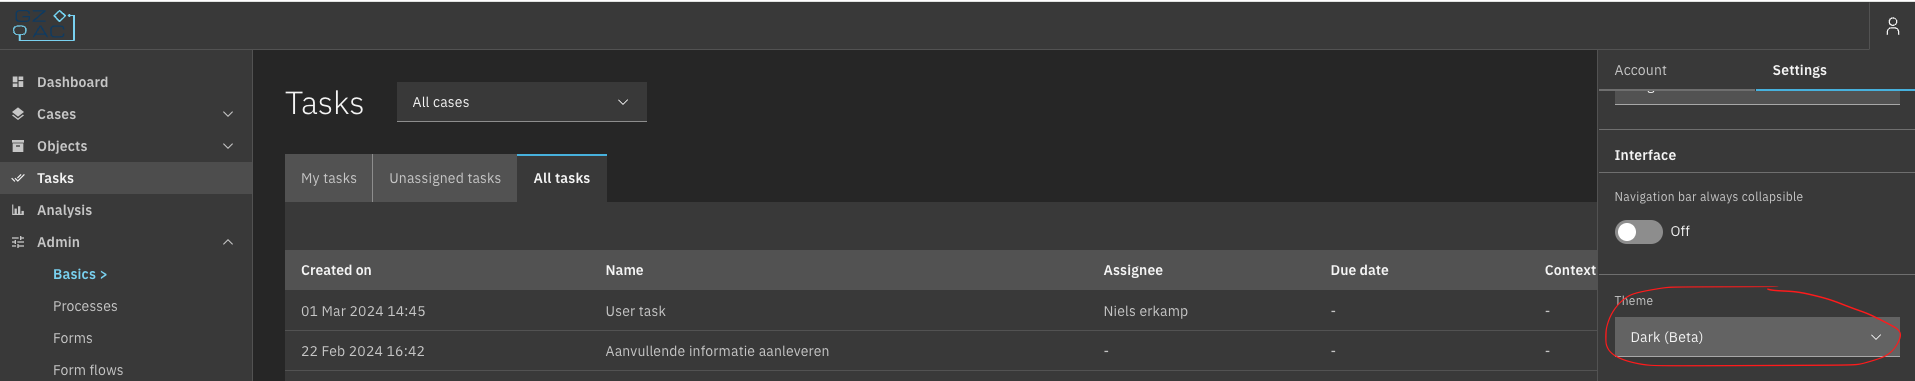 GZ
AC
Dashboard
Cases
Objects
Tasks
Analysis
Admin
Basics >
Processes
Forms
Form flows
Tasks
All cases
My tasks
Unassigned tasks
All tasks
Created on Name Assignee Due date Context
01 Mar 2024 14:45 User task Niels erkamp - -
22 Feb 2024 16:42 Aanvullende informatie aanleveren - - -
Account
Settings
Interface
Navigation bar always collapsible
Off
Theme
Dark (Beta)